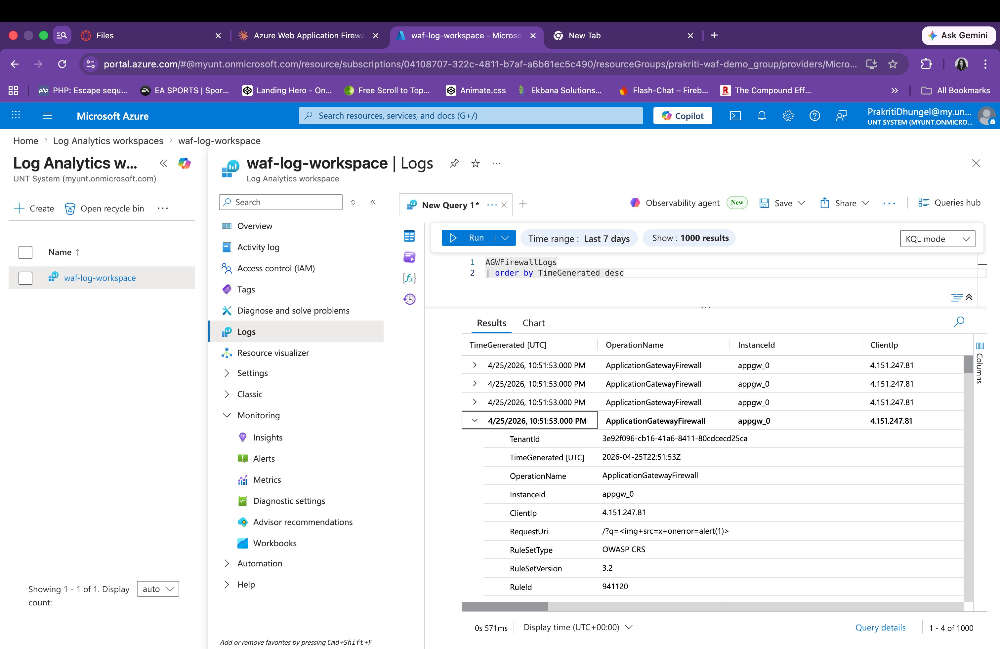 Files
Azure Web Application Firewa
waf-log-workspace - Microso
New Tab
Ask Gemini
portal.azure.com/#@myunt.onmicrosoft.com/resource/subscriptions/04108707-322c-4811-b7af-a6b61ec5c490/resourceGroups/prakriti-waf-demo_group/providers/Micro...
php PHP: Escape sequ...
EA EA SPORTS | Spor...
Landing Hero - On...
Free Scroll to Top...
Animate.css
Ekbana Solutions...
Flash-Chat – Fireb...
R The Compound Eff...
All Bookmarks
Microsoft Azure
Search resources, services, and docs (G+/)
Copilot
PrakritiDhungel@my.un...
UNT SYSTEM (MYUNT.ONMICRO...
Home > Log Analytics workspaces > waf-log-workspace
Log Analytics w...
UNT System (myunt.onmicrosoft.com)
Create
Open recycle bin
...
Name ↑
waf-log-workspace
Showing 1 - 1 of 1. Display
count:
auto
waf-log-workspace | Logs
Log Analytics workspace
Search
Overview
Activity log
Access control (IAM)
Tags
Diagnose and solve problems
Logs
Resource visualizer
Settings
Classic
Monitoring
Insights
Alerts
Metrics
Diagnostic settings
Advisor recommendations
Workbooks
Automation
Help
Add or remove favorites by pressing Cmd+Shift+F
New Query 1*
Observability agent New
Save
Share
Queries hub
{fx}
Run
Time range : Last 7 days
Show : 1000 results
KQL mode
1 AGWFirewallLogs
2 | order by TimeGenerated desc
Results
Chart
TimeGenerated [UTC] OperationName InstanceId ClientIp
4/25/2026, 10:51:53.000 PM ApplicationGatewayFirewall appgw_0 4.151.247.81
4/25/2026, 10:51:53.000 PM ApplicationGatewayFirewall appgw_0 4.151.247.81
4/25/2026, 10:51:53.000 PM ApplicationGatewayFirewall appgw_0 4.151.247.81
4/25/2026, 10:51:53.000 PM ApplicationGatewayFirewall appgw_0 4.151.247.81
TenantId 3e92f096-cb16-41a6-8411-80cdcecd25ca
TimeGenerated [UTC] 2026-04-25T22:51:53Z
OperationName ApplicationGatewayFirewall
InstanceId appgw_0
ClientIp 4.151.247.81
RequestUri /?q=<img+src=x+onerror=alert(1)>
RuleSetType OWASP CRS
RuleSetVersion 3.2
RuleId 941120
Columns
0s 571ms
Display time (UTC+00:00)
Query details
1 - 4 of 1000